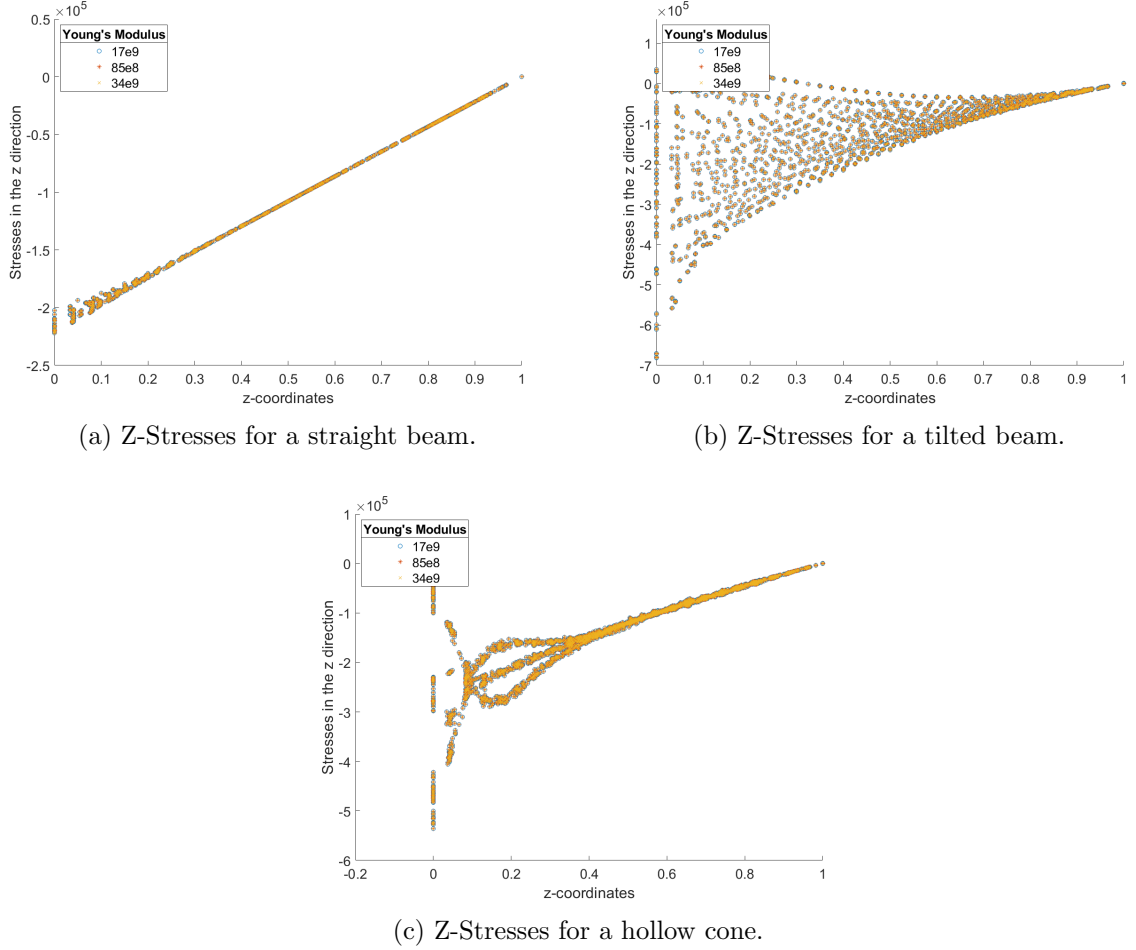 ×10^5
0.5
0
-0.5
-1
-1.5
-2
-2.5
Stresses in the z direction
Young's Modulus
17e9
85e8
34e9
0 0.1 0.2 0.3 0.4 0.5 0.6 0.7 0.8 0.9 1
z-coordinates
(a) Z-Stresses for a straight beam.
×10^5
1
0
-1
-2
-3
-4
-5
-6
-7
Stresses in the z direction
Young's Modulus
17e9
85e8
34e9
0 0.1 0.2 0.3 0.4 0.5 0.6 0.7 0.8 0.9 1
z-coordinates
(b) Z-Stresses for a tilted beam.
×10^5
1
0
-1
-2
-3
-4
-5
-6
Stresses in the z direction
Young's Modulus
17e9
85e8
34e9
-0.2 0 0.2 0.4 0.6 0.8 1
z-coordinates
(c) Z-Stresses for a hollow cone.